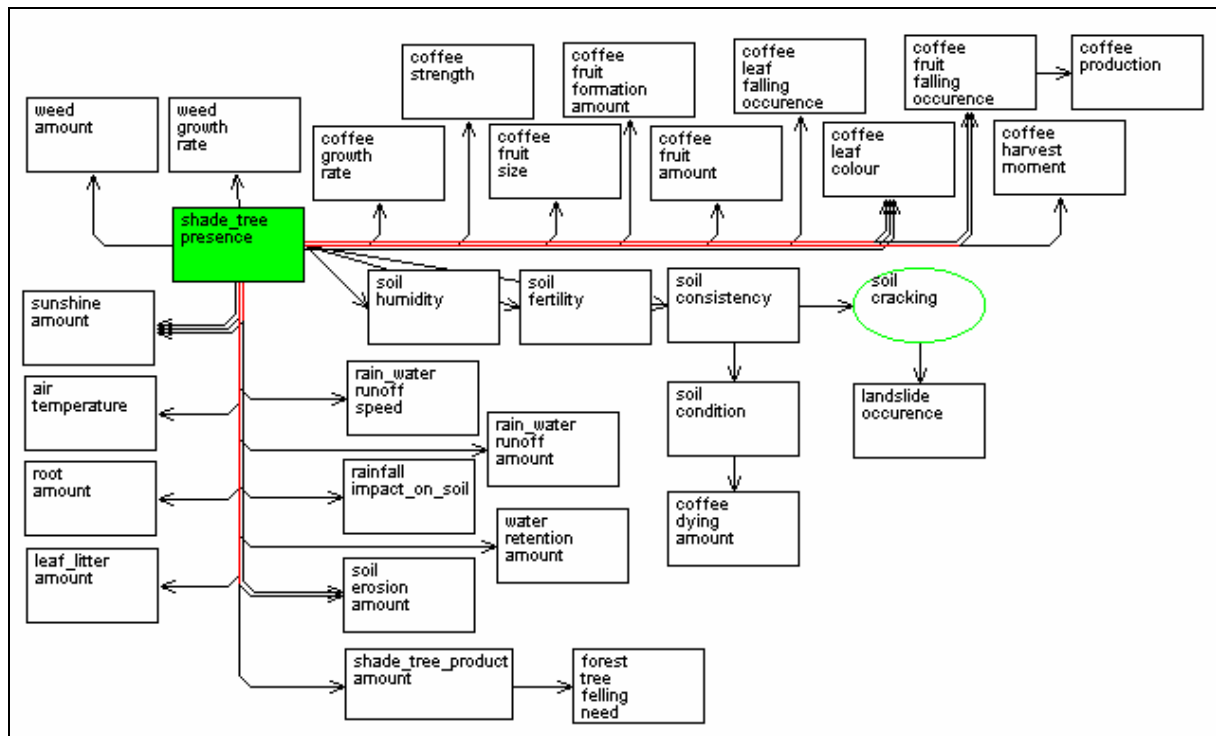 coffee
strength
coffee
fruit
formation
amount
coffee
leaf
falling
occurence
coffee
fruit
falling
occurence
coffee
production
weed
amount
weed
growth
rate
coffee
growth
rate
coffee
fruit
size
coffee
fruit
amount
coffee
leaf
colour
coffee
harvest
moment
shade_tree
presence
soil
humidity
soil
fertility
soil
consistency
soil
cracking
sunshine
amount
air
temperature
rain_water
runoff
speed
soil
condition
landslide
occurence
rain_water
runoff
amount
root
amount
rainfall
impact_on_soil
coffee
dying
amount
water
retention
amount
leaf_litter
amount
soil
erosion
amount
shade_tree_product
amount
forest
tree
felling
need